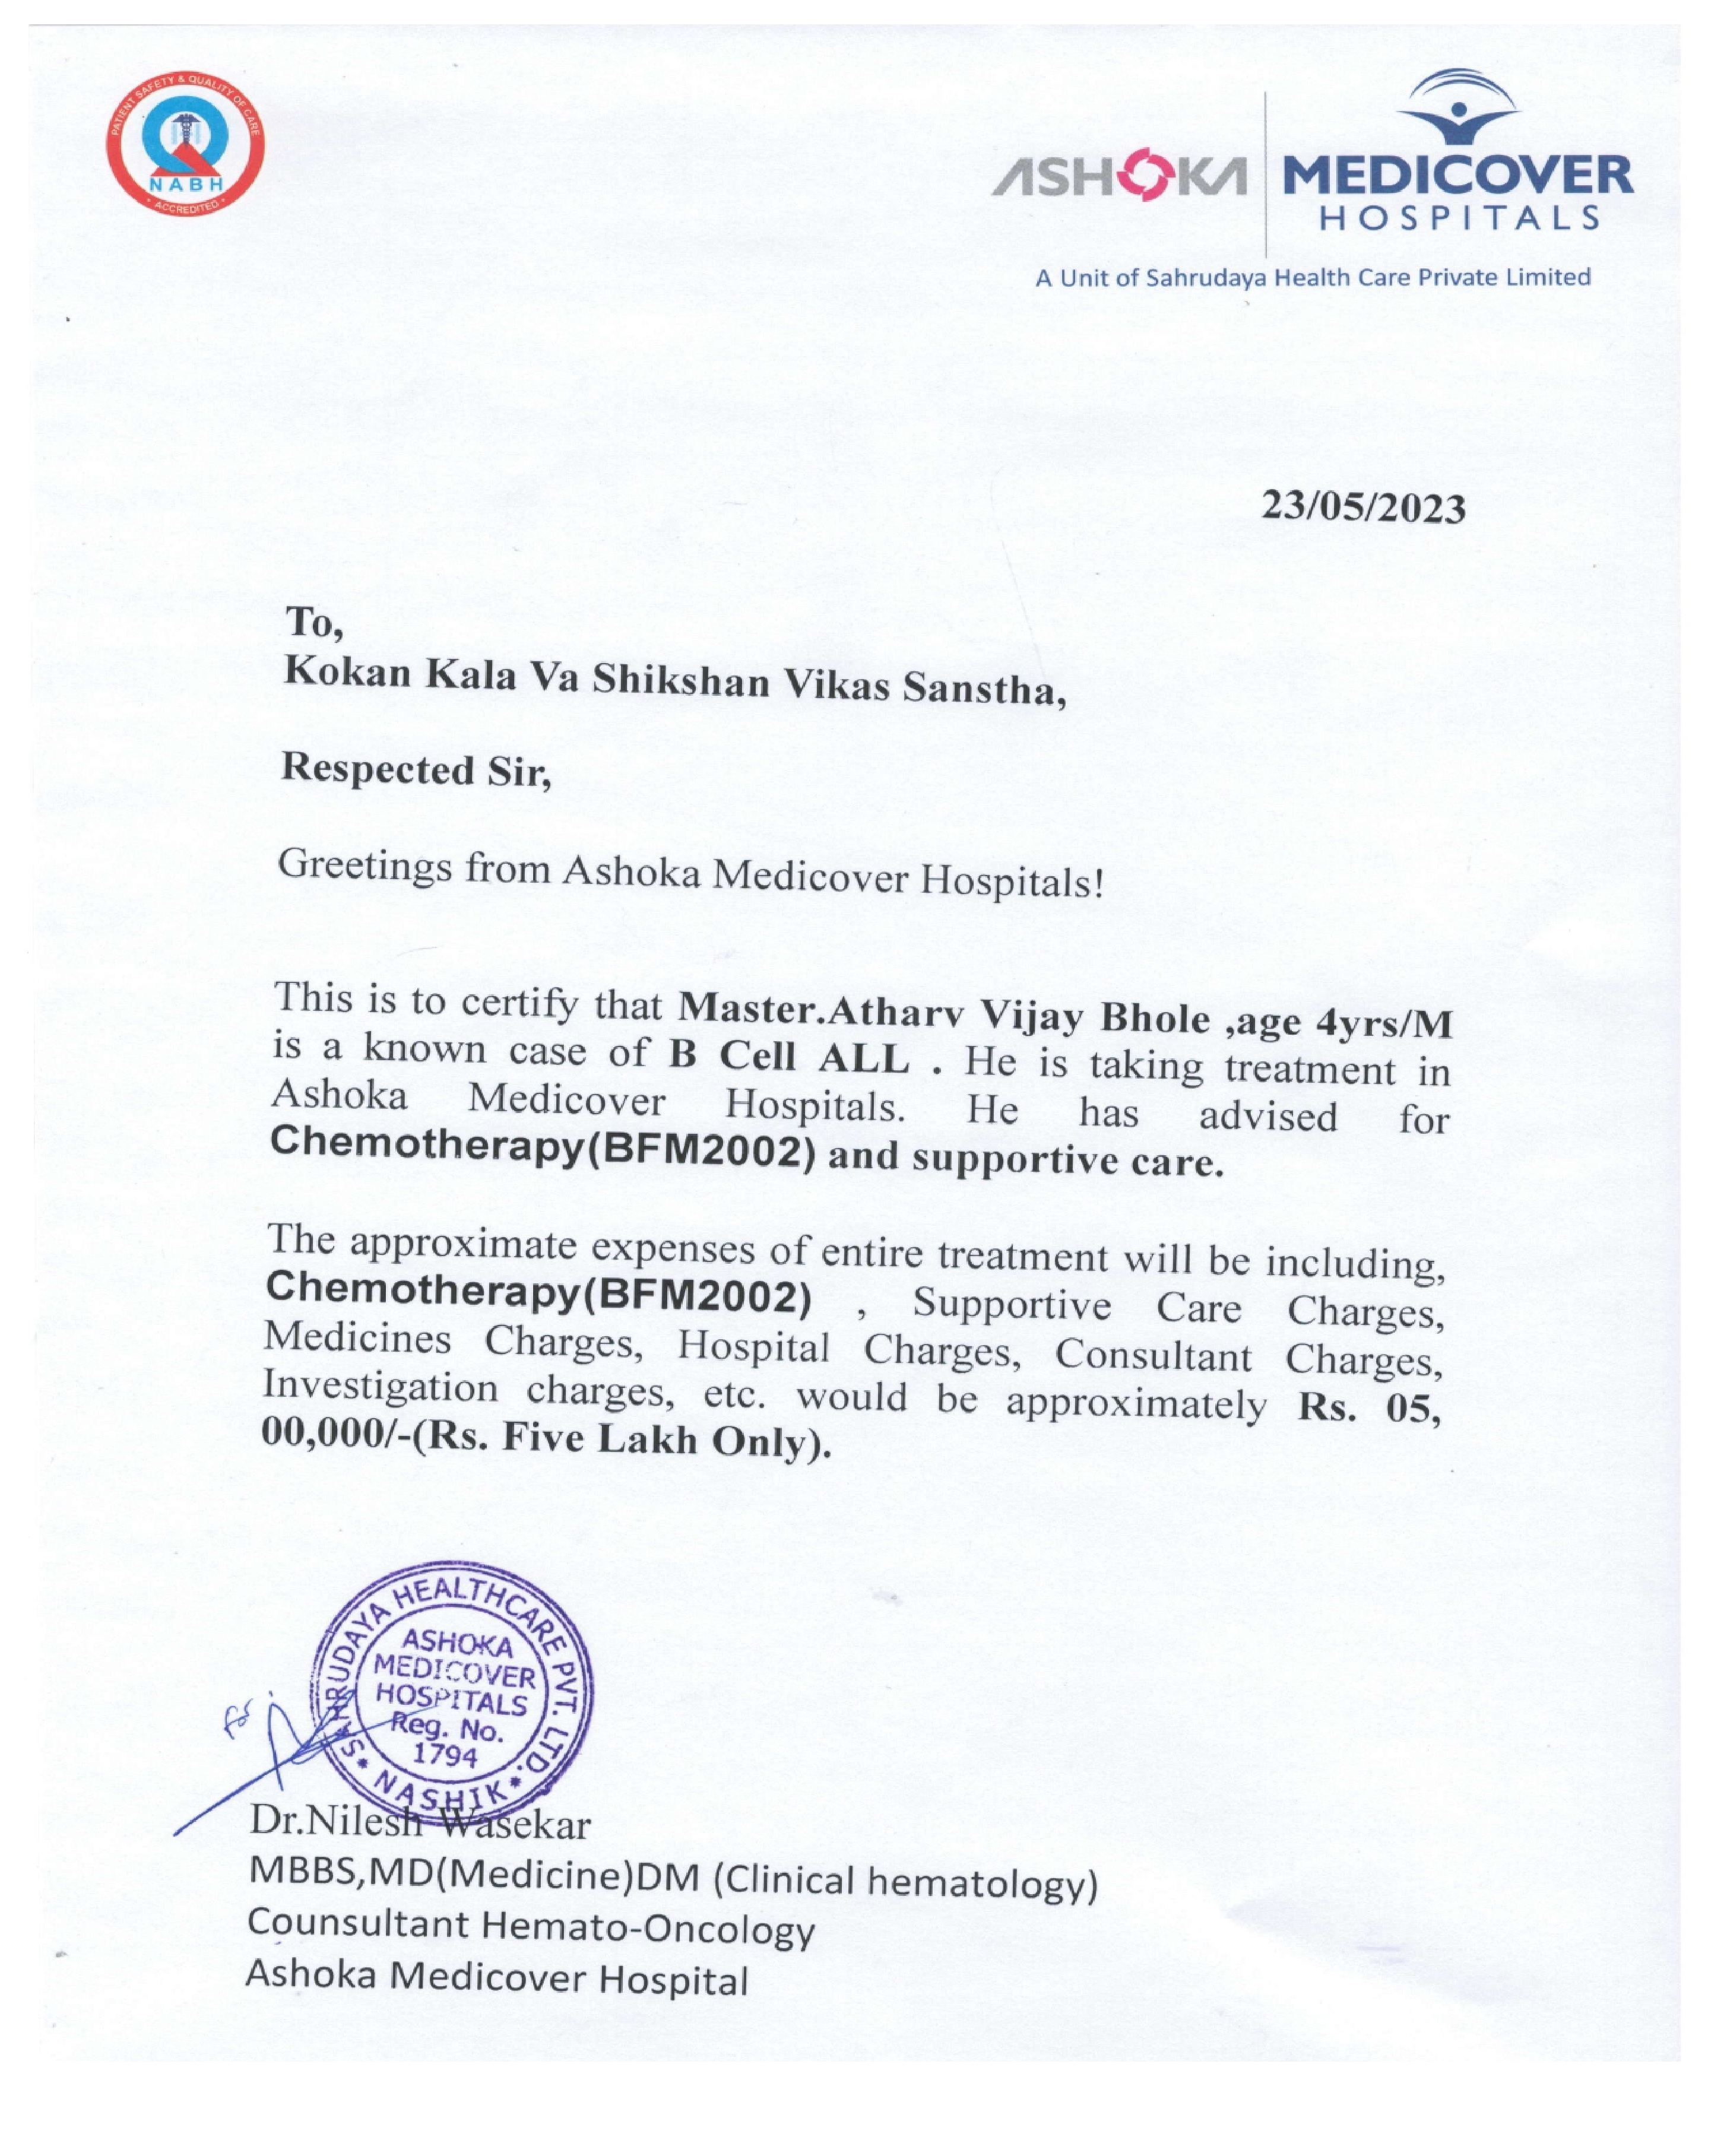 PATIENT SAFETY & QUALITY OF CARE
NABH
• ACCREDITED •
ASHOKA
MEDICOVER
HOSPITALS
A Unit of Sahrudaya Health Care Private Limited
23/05/2023
To,
Kokan Kala Va Shikshan Vikas Sanstha,
Respected Sir,
Greetings from Ashoka Medicover Hospitals!
This is to certify that Master.Atharv Vijay Bhole ,age 4yrs/M
is a known case of B Cell ALL . He is taking treatment in
Ashoka Medicover Hospitals. He has advised for
Chemotherapy(BFM2002) and supportive care.
The approximate expenses of entire treatment will be including,
Chemotherapy(BFM2002) , Supportive Care Charges,
Medicines Charges, Hospital Charges, Consultant Charges,
Investigation charges, etc. would be approximately Rs. 05,
00,000/-(Rs. Five Lakh Only).
SAHRUDAYA HEALTHCARE PVT. LTD.
ASHOKA
MEDICOVER
HOSPITALS
Reg. No.
1794
* NASHIK *
for
Dr.Nilesh Wasekar
MBBS,MD(Medicine)DM (Clinical hematology)
Counsultant Hemato-Oncology
Ashoka Medicover Hospital